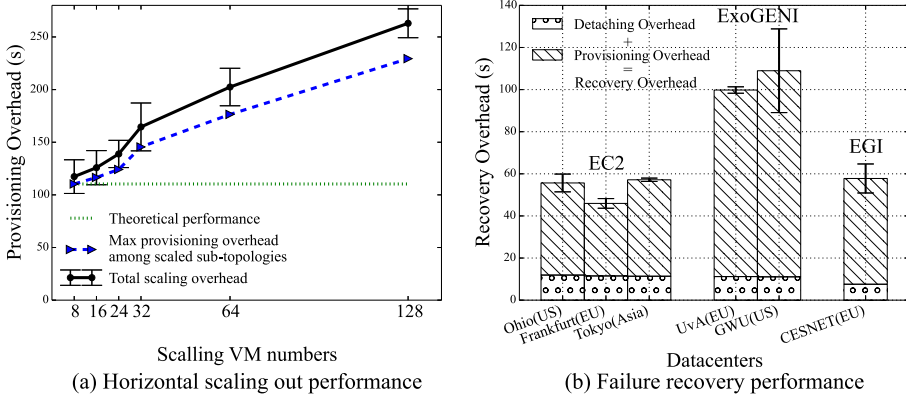 Provisioning Overhead (s)
250
200
150
100
50
0
Theoretical performance
Max provisioning overhead
among scaled sub-topologies
Total scaling overhead
8 16 24 32 64 128
Scalling VM numbers
(a) Horizontal scaling out performance
Recovery Overhead (s)
140
120
100
80
60
40
20
0
Detaching Overhead
+
Provisioning Overhead
=
Recovery Overhead
ExoGENI
EC2
EGI
Ohio(US)
Frankfurt(EU)
Tokyo(Asia)
UvA(EU)
GWU(US)
CESNET(EU)
Datacenters
(b) Failure recovery performance